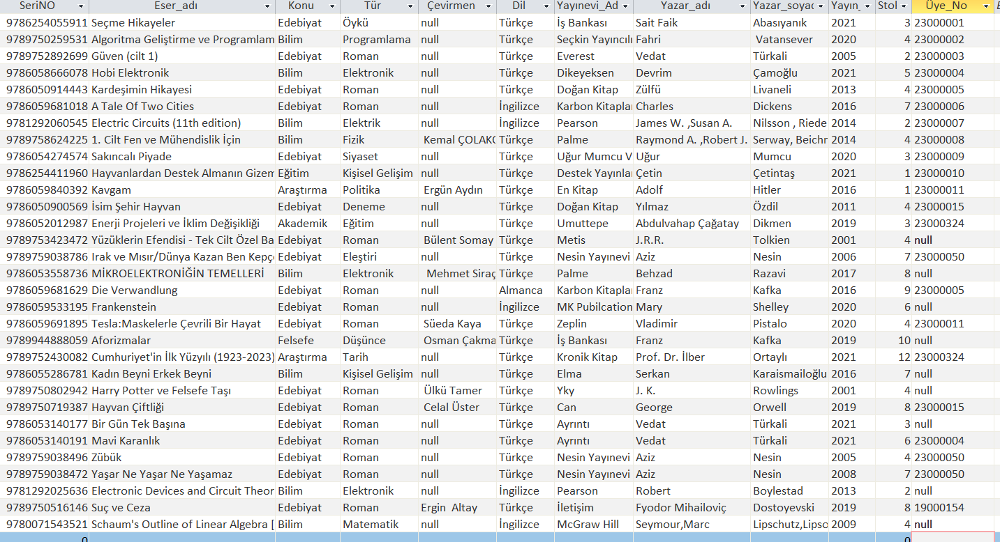 SeriNO Eser_adı Konu Tür Çevirmen Dil Yayınevi_Ad Yazar_adı Yazar_soyad Yayın_ Stol Üye_No
9786254055911 Seçme Hikayeler Edebiyat Öykü null Türkçe İş Bankası Sait Faik Abasıyanık 2021 3 23000001
9789750259531 Algoritma Geliştirme ve Programlam Bilim Programlama null Türkçe Seçkin Yayıncılı Fahri Vatansever 2020 4 23000002
9789752892699 Güven (cilt 1) Edebiyat Roman null Türkçe Everest Vedat Türkali 2005 2 23000003
9786058666078 Hobi Elektronik Bilim Elektronik null Türkçe Dikeyeksen Devrim Çamoğlu 2021 5 23000004
9786050914443 Kardeşimin Hikayesi Edebiyat Roman null Türkçe Doğan Kitap Zülfü Livaneli 2013 4 23000005
9786059681018 A Tale Of Two Cities Edebiyat Roman null İngilizce Karbon Kitapla Charles Dickens 2016 7 23000006
9781292060545 Electric Circuits (11th edition) Bilim Elektrik null İngilizce Pearson James W. ,Susan A. Nilsson , Riede 2014 2 23000007
9789758624225 1. Cilt Fen ve Mühendislik İçin Bilim Fizik Kemal ÇOLAKO Türkçe Palme Raymond A. ,Robert J. Serway, Beichn 2014 4 23000008
9786054274574 Sakıncalı Piyade Edebiyat Siyaset null Türkçe Uğur Mumcu V Uğur Mumcu 2020 3 23000009
9786254411960 Hayvanlardan Destek Almanın Gizem Eğitim Kişisel Gelişim null Türkçe Destek Yayınla Çetin Çetintaş 2021 1 23000010
9786059840392 Kavgam Araştırma Politika Ergün Aydın Türkçe En Kitap Adolf Hitler 2016 1 23000011
9786050900569 İsim Şehir Hayvan Edebiyat Deneme null Türkçe Doğan Kitap Yılmaz Özdil 2011 4 23000015
9786052012987 Enerji Projeleri ve İklim Değişikliği Akademik Eğitim null Türkçe Umuttepe Abdulvahap Çağatay Dikmen 2019 3 23000324
9789753423472 Yüzüklerin Efendisi - Tek Cilt Özel Ba Edebiyat Roman Bülent Somay Türkçe Metis J.R.R. Tolkien 2001 4 null
9789759038786 Irak ve Mısır/Dünya Kazan Ben Kepç Edebiyat Eleştiri null Türkçe Nesin Yayınevi Aziz Nesin 2006 7 23000050
9786053558736 MİKROELEKTRONİĞİN TEMELLERİ Bilim Elektronik Mehmet Siraç Türkçe Palme Behzad Razavi 2017 8 null
9786059681629 Die Verwandlung Edebiyat Roman null Almanca Karbon Kitapla Franz Kafka 2016 9 23000005
9786059533195 Frankenstein Edebiyat Roman null İngilizce MK Pubilcation Mary Shelley 2020 6 null
9786059691895 Tesla:Maskelerle Çevrili Bir Hayat Edebiyat Roman Süeda Kaya Türkçe Zeplin Vladimir Pistalo 2020 4 23000011
9789944888059 Aforizmalar Felsefe Düşünce Osman Çakma Türkçe İş Bankası Franz Kafka 2019 10 null
9789752430082 Cumhuriyet'in İlk Yüzyılı (1923-2023) Araştırma Tarih null Türkçe Kronik Kitap Prof. Dr. İlber Ortaylı 2021 12 23000324
9786055286781 Kadın Beyni Erkek Beyni Bilim Kişisel Gelişim null Türkçe Elma Serkan Karaismailoğlu 2016 7 null
9789750802942 Harry Potter ve Felsefe Taşı Edebiyat Roman Ülkü Tamer Türkçe Yky J. K. Rowlings 2001 4 null
9789750719387 Hayvan Çiftliği Edebiyat Roman Celal Üster Türkçe Can George Orwell 2019 8 23000015
9786053140177 Bir Gün Tek Başına Edebiyat Roman null Türkçe Ayrıntı Vedat Türkali 2021 3 null
9786053140191 Mavi Karanlık Edebiyat Roman null Türkçe Ayrıntı Vedat Türkali 2021 6 23000004
9789759038496 Zübük Edebiyat Roman null Türkçe Nesin Yayınevi Aziz Nesin 2005 4 23000050
9789759038472 Yaşar Ne Yaşar Ne Yaşamaz Edebiyat Roman null Türkçe Nesin Yayınevi Aziz Nesin 2008 7 23000050
9781292025636 Electronic Devices and Circuit Theor Bilim Elektronik null İngilizce Pearson Robert Boylestad 2013 2 null
9789750516146 Suç ve Ceza Edebiyat Roman Ergin Altay Türkçe İletişim Fyodor Mihailoviç Dostoyevski 2019 8 19000154
9780071543521 Schaum's Outline of Linear Algebra [ Bilim Matematik null İngilizce McGraw Hill Seymour,Marc Lipschutz,Lipso 2009 4 null
0 0